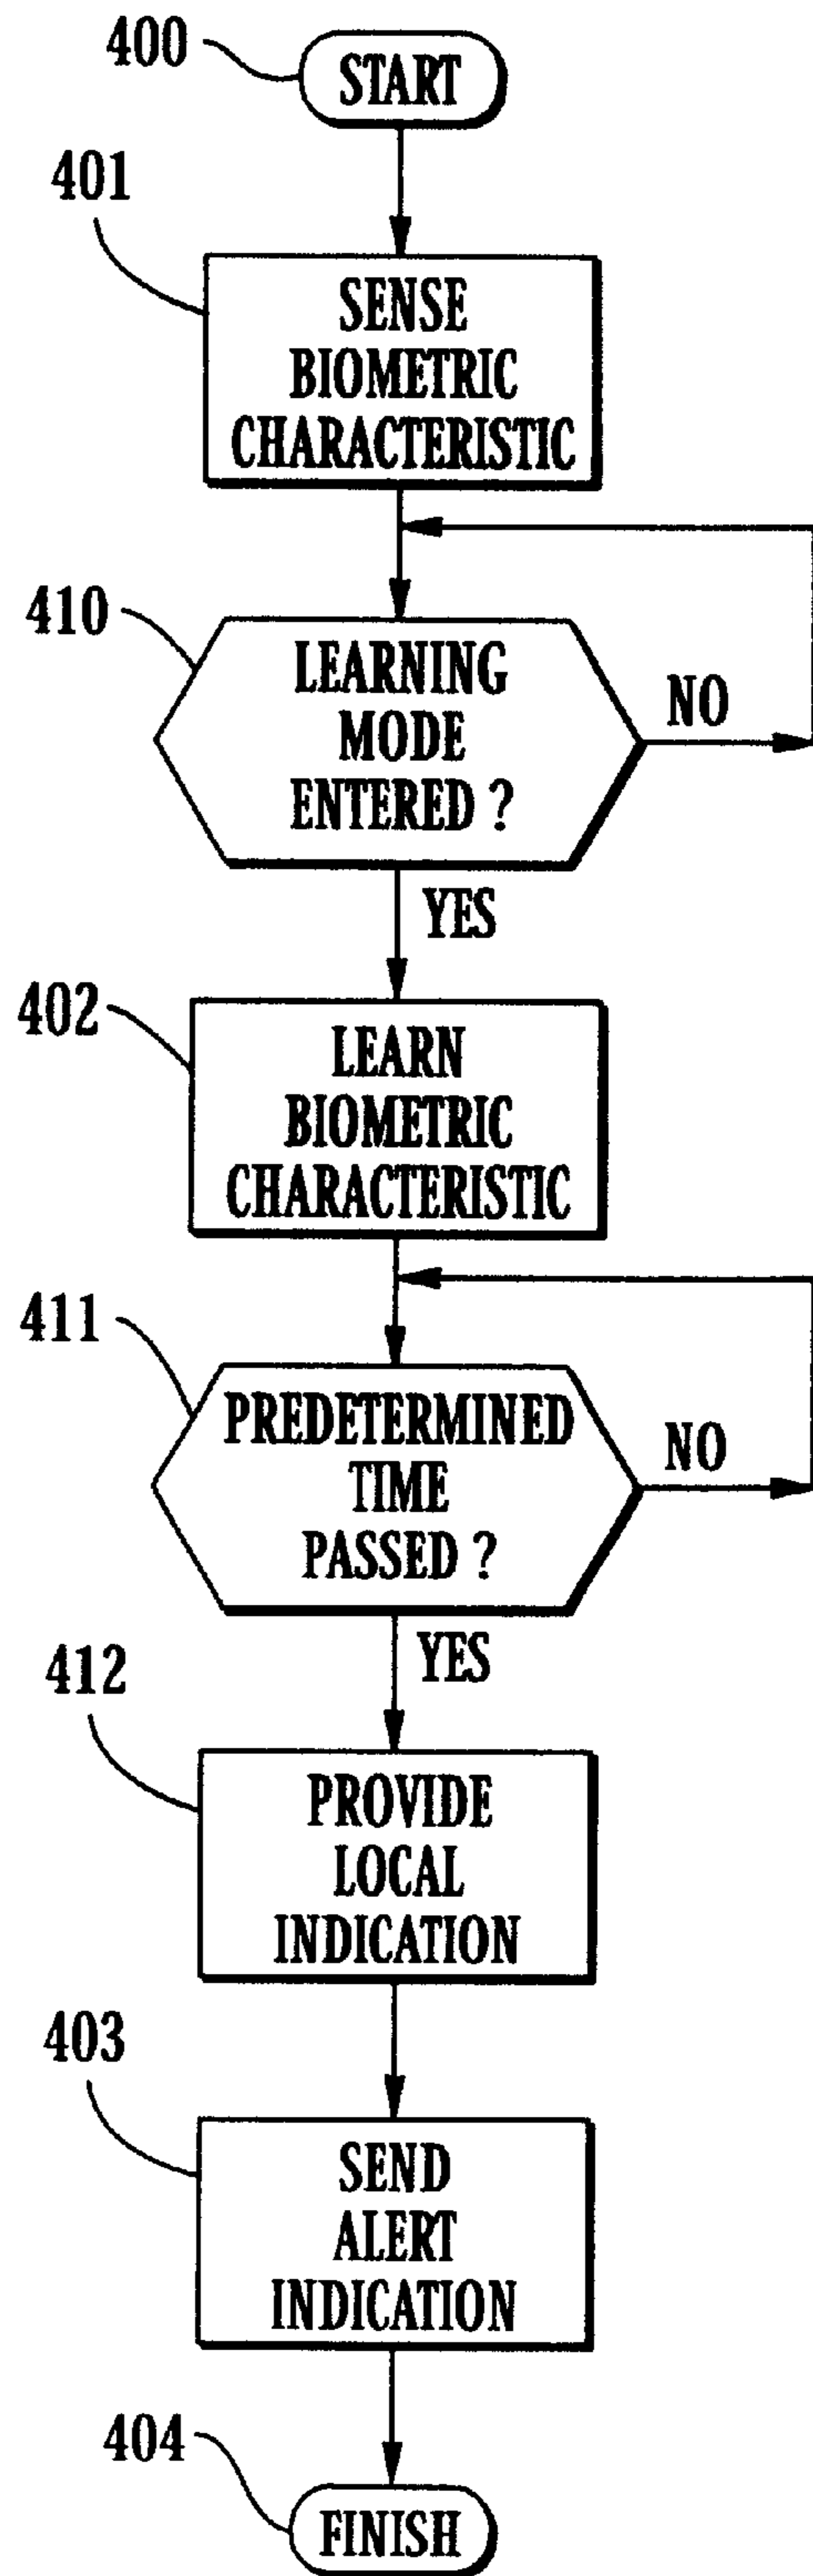 400
START
401
SENSE
BIOMETRIC
CHARACTERISTIC
410
LEARNING
MODE
ENTERED ?
NO
YES
402
LEARN
BIOMETRIC
CHARACTERISTIC
411
PREDETERMINED
TIME
PASSED ?
NO
YES
412
PROVIDE
LOCAL
INDICATION
403
SEND
ALERT
INDICATION
404
FINISH